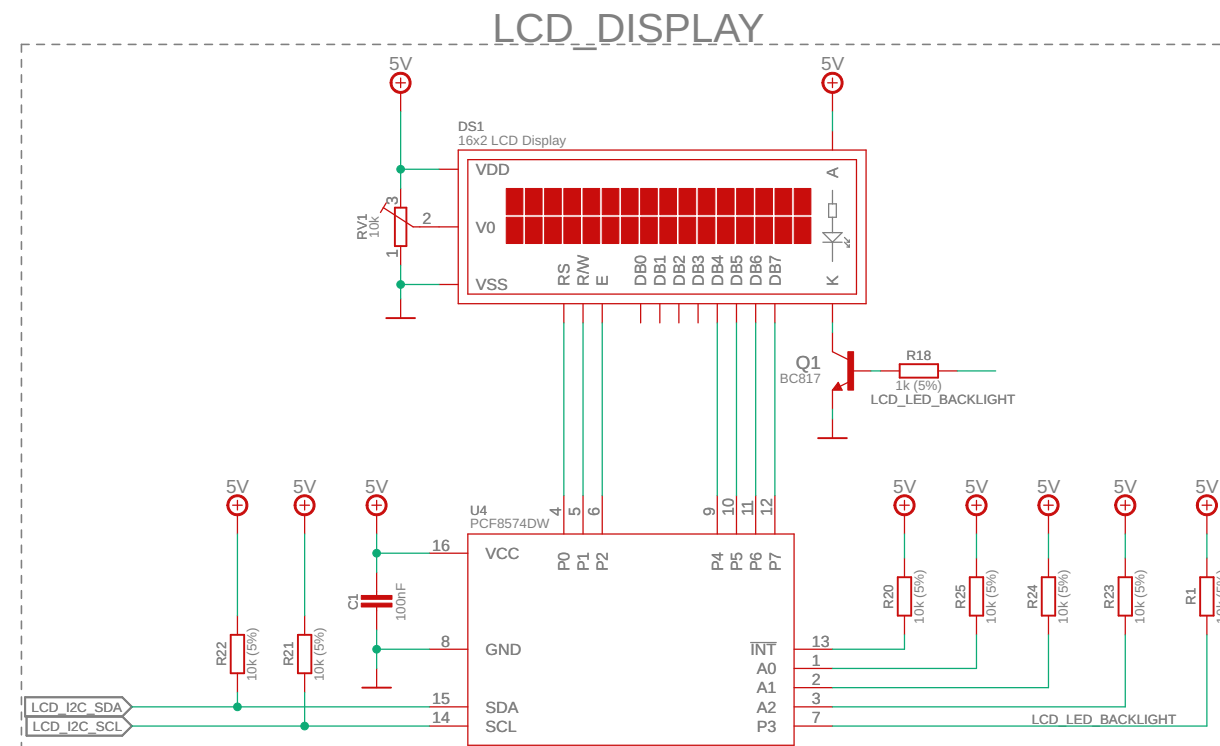 LCD_DISPLAY
5V
5V
DS1
16x2 LCD Display
VDD
A
3
RV1
10k
2
V0
1
RS
R/W
E
DB0
DB1
DB2
DB3
DB4
DB5
DB6
DB7
K
VSS
Q1
BC817
R18
1k (5%)
LCD_LED_BACKLIGHT
5V
5V
5V
5V
5V
5V
5V
5V
U4
PCF8574DW
4
5
6
9
10
11
12
16
VCC
P0
P1
P2
P4
P5
P6
P7
C1
100nF
R20
10k (5%)
R25
10k (5%)
R24
10k (5%)
R23
10k (5%)
R1
R22
10k (5%)
R21
10k (5%)
8
GND
INT
13
A0
1
A1
2
A2
3
P3
7
LCD_LED_BACKLIGHT
LCD_I2C_SDA
15
SDA
LCD_I2C_SCL
14
SCL